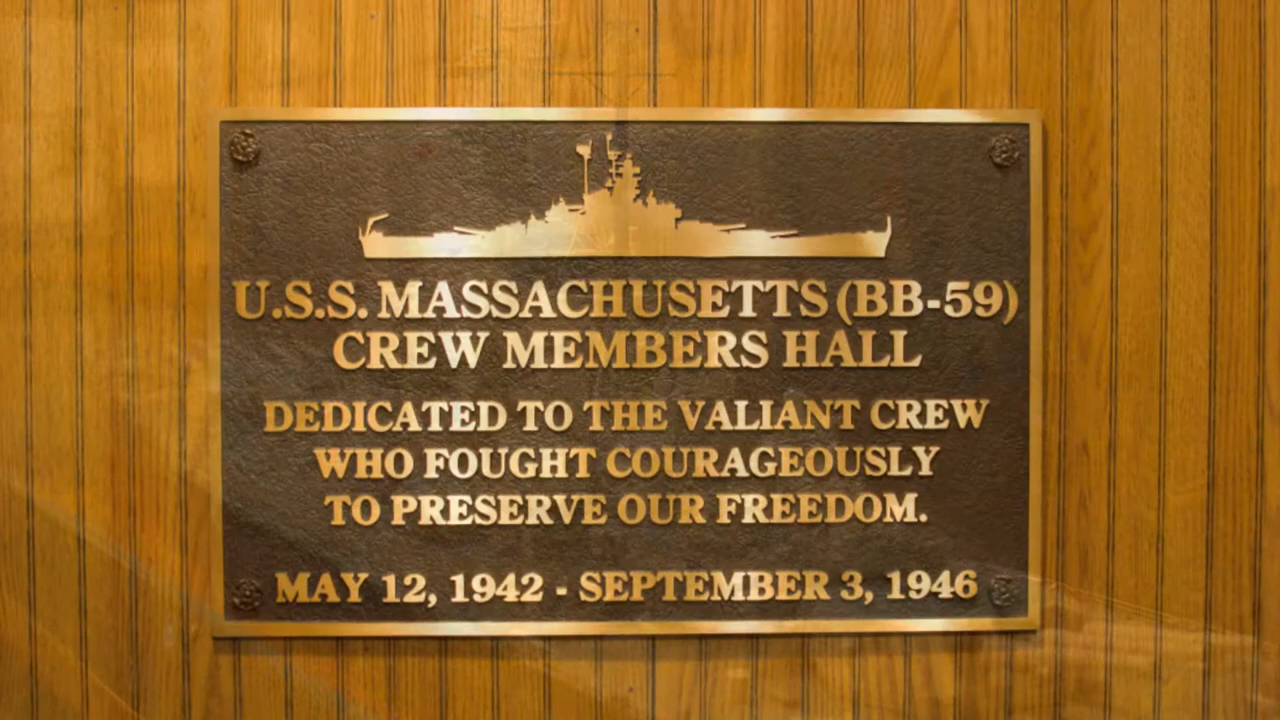 U.S.S. MASSACHUSETTS (BB-59)
CREW MEMBERS HALL
DEDICATED TO THE VALIANT CREW
WHO FOUGHT COURAGEOUSLY
TO PRESERVE OUR FREEDOM.
MAY 12, 1942 - SEPTEMBER 3, 1946